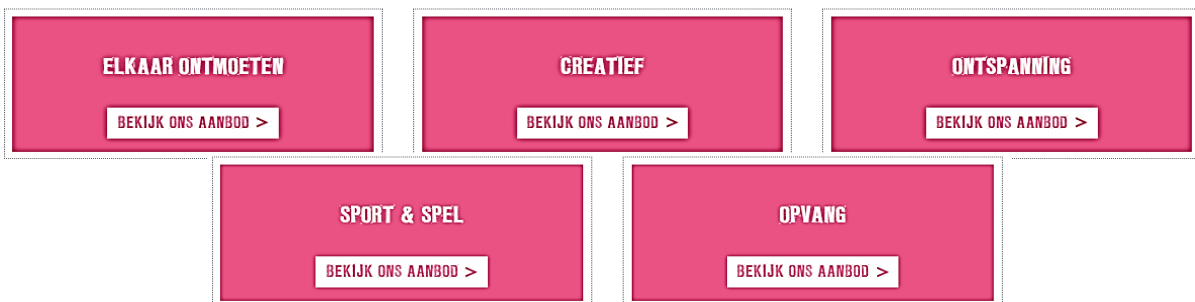 ELKAAR ONTMOETEN
BEKIJK ONS AANBOD >
CREATIEF
BEKIJK ONS AANBOD >
ONTSPANNING
BEKIJK ONS AANBOD >
SPORT & SPEL
BEKIJK ONS AANBOD >
OPVANG
BEKIJK ONS AANBOD >